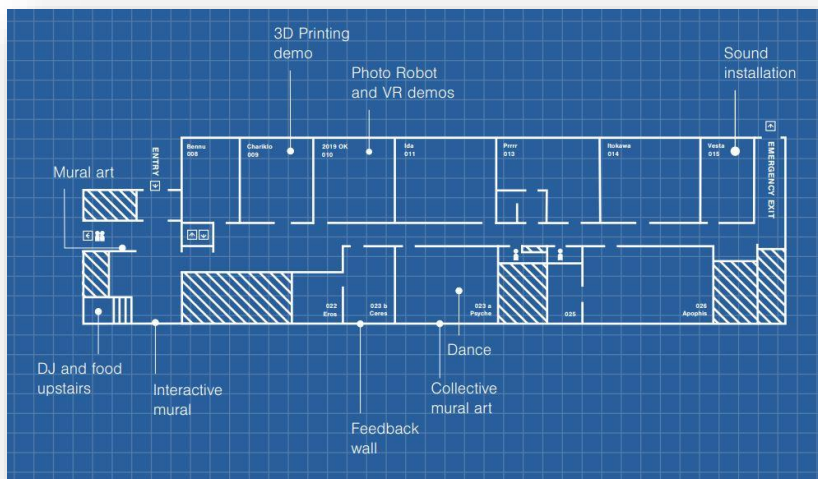 3D Printing
demo
Photo Robot
and VR demos
Sound
installation
Mural art
ENTRY
Bennu
008
Chariklo
009
2019 OK
010
Ida
011
Prrrr
013
Itokawa
014
Vesta
015
EMERGENCY EXIT
022
Eros
023 b
Ceres
023 a
Psyche
025
026
Apophis
DJ and food
upstairs
Interactive
mural
Feedback
wall
Collective
mural art
Dance